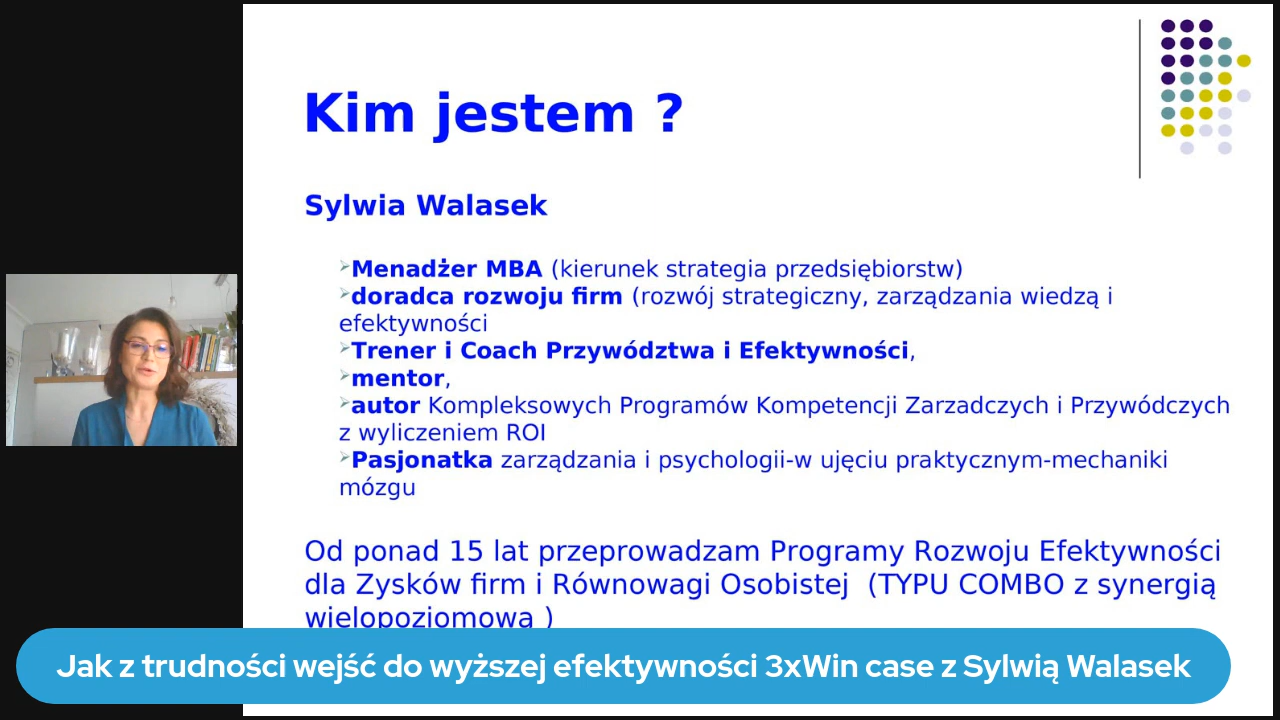 Kim jestem ?
Sylwia Walasek
Menadżer MBA (kierunek strategia przedsiębiorstw)
doradca rozwoju firm (rozwój strategiczny, zarządzania wiedzą i
efektywności
Trener i Coach Przywództwa i Efektywności,
mentor,
autor Kompleksowych Programów Kompetencji Zarzadczych i Przywódczych
z wyliczeniem ROI
Pasjonatka zarządzania i psychologii-w ujęciu praktycznym-mechaniki
mózgu
Od ponad 15 lat przeprowadzam Programy Rozwoju Efektywności
dla Zysków firm i Równowagi Osobistej (TYPU COMBO z synergią
wielopoziomową )
Jak z trudności wejść do wyższej efektywności 3xWin case z Sylwią Walasek